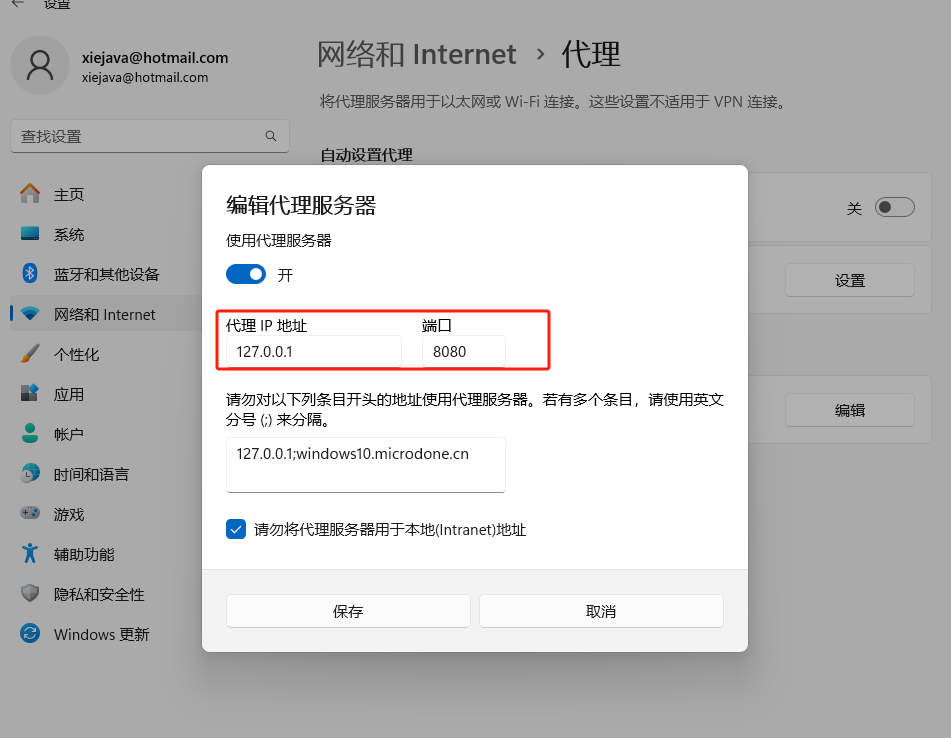 设置
xiejava@hotmail.com
xiejava@hotmail.com
查找设置
主页
系统
蓝牙和其他设备
网络和 Internet
个性化
应用
帐户
时间和语言
游戏
辅助功能
隐私和安全性
Windows 更新
网络和 Internet › 代理
将代理服务器用于以太网或 Wi-Fi 连接。这些设置不适用于 VPN 连接。
自动设置代理
关
设置
编辑
编辑代理服务器
使用代理服务器
开
代理 IP 地址 端口
127.0.0.1 8080
请勿对以下列条目开头的地址使用代理服务器。若有多个条目，请使用英文
分号 (;) 来分隔。
127.0.0.1;windows10.microdone.cn
请勿将代理服务器用于本地(Intranet)地址
保存 取消